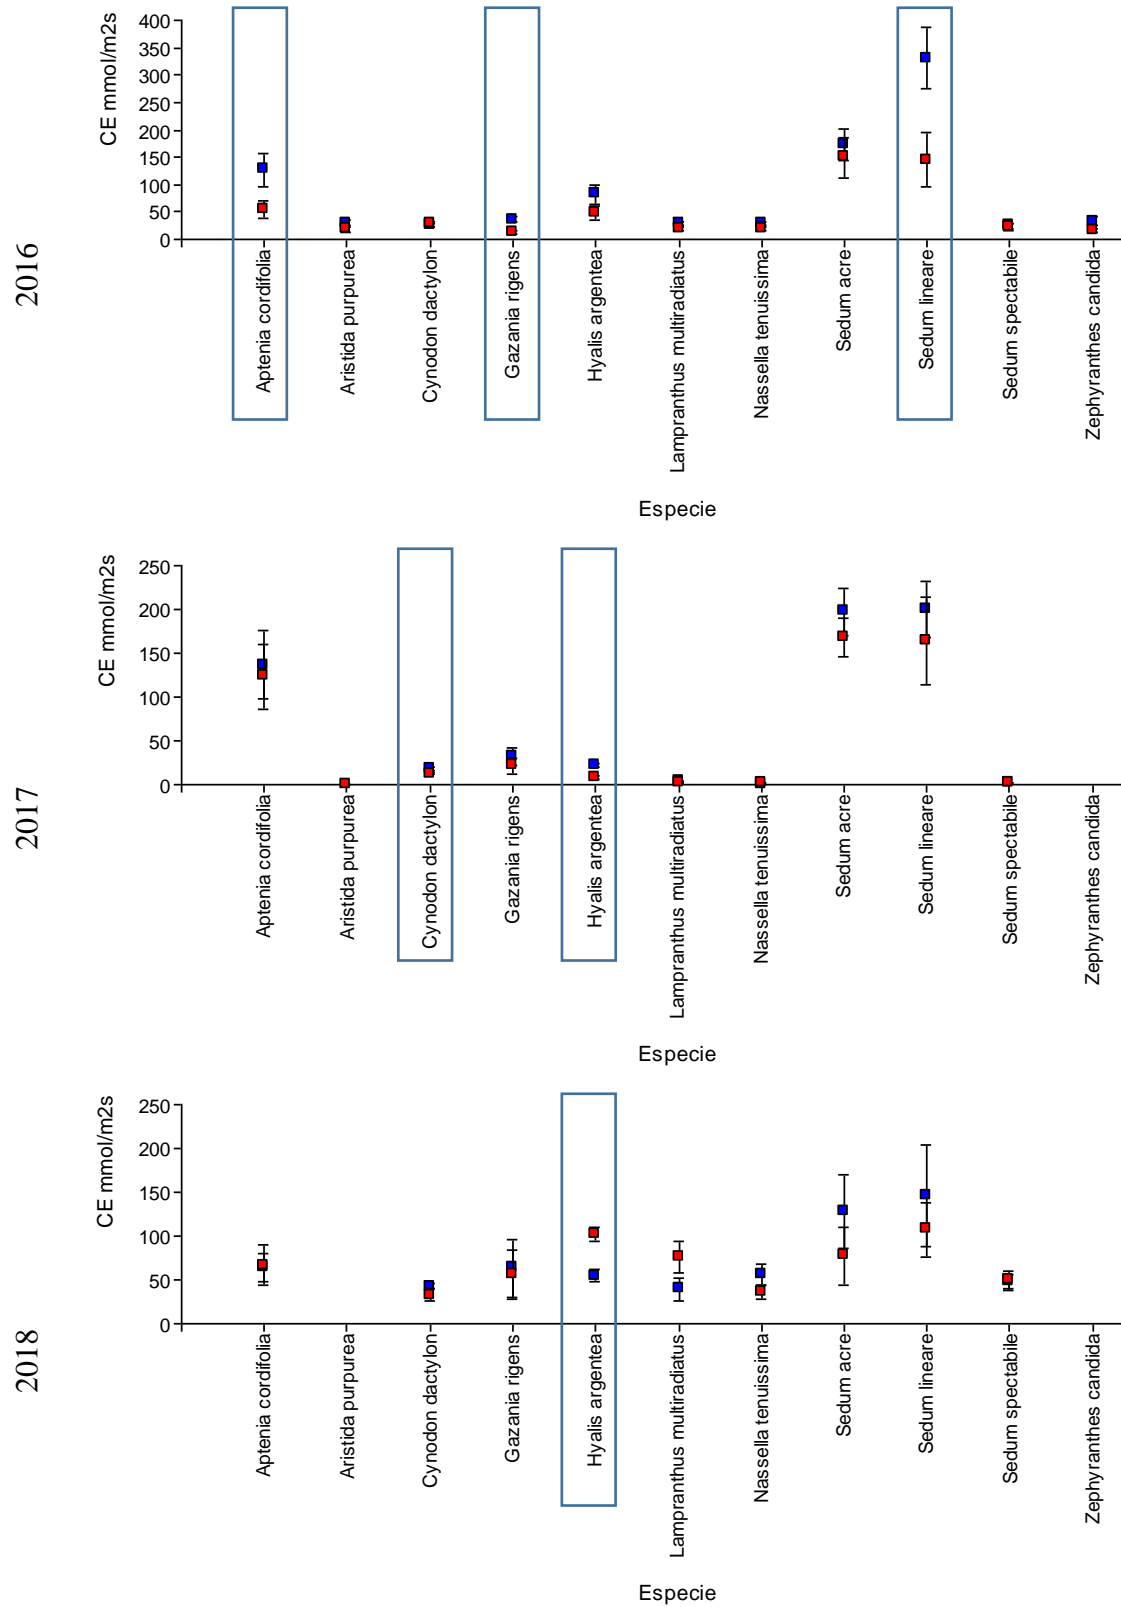 2016
CE mmol/m2s
400
350
300
250
200
150
100
50
0
Aptenia cordifolia
Aristida purpurea
Cynodon dactylon
Gazania rigens
Hyalis argentea
Lampranthus multiradiatus
Nassella tenuissima
Sedum acre
Sedum lineare
Sedum spectabile
Zephyranthes candida
Especie
2017
CE mmol/m2s
250
200
150
100
50
0
Aptenia cordifolia
Aristida purpurea
Cynodon dactylon
Gazania rigens
Hyalis argentea
Lampranthus multiradiatus
Nassella tenuissima
Sedum acre
Sedum lineare
Sedum spectabile
Zephyranthes candida
Especie
2018
CE mmol/m2s
250
200
150
100
50
0
Aptenia cordifolia
Aristida purpurea
Cynodon dactylon
Gazania rigens
Hyalis argentea
Lampranthus multiradiatus
Nassella tenuissima
Sedum acre
Sedum lineare
Sedum spectabile
Zephyranthes candida
Especie